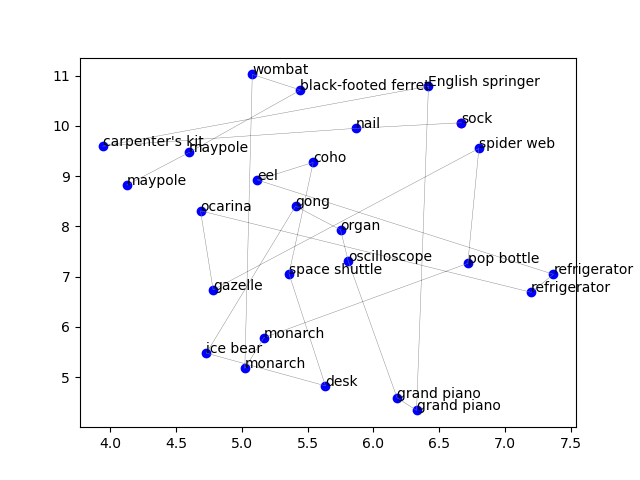 wombat
black-footed ferret
English springer
sock
nail
carpenter's kit
maypole
spider web
coho
eel
maypole
gong
ocarina
organ
oscilloscope
pop bottle
space shuttle
refrigerator
gazelle
refrigerator
monarch
ice bear
monarch
desk
grand piano
grand piano
11
10
9
8
7
6
5
4.0 4.5 5.0 5.5 6.0 6.5 7.0 7.5